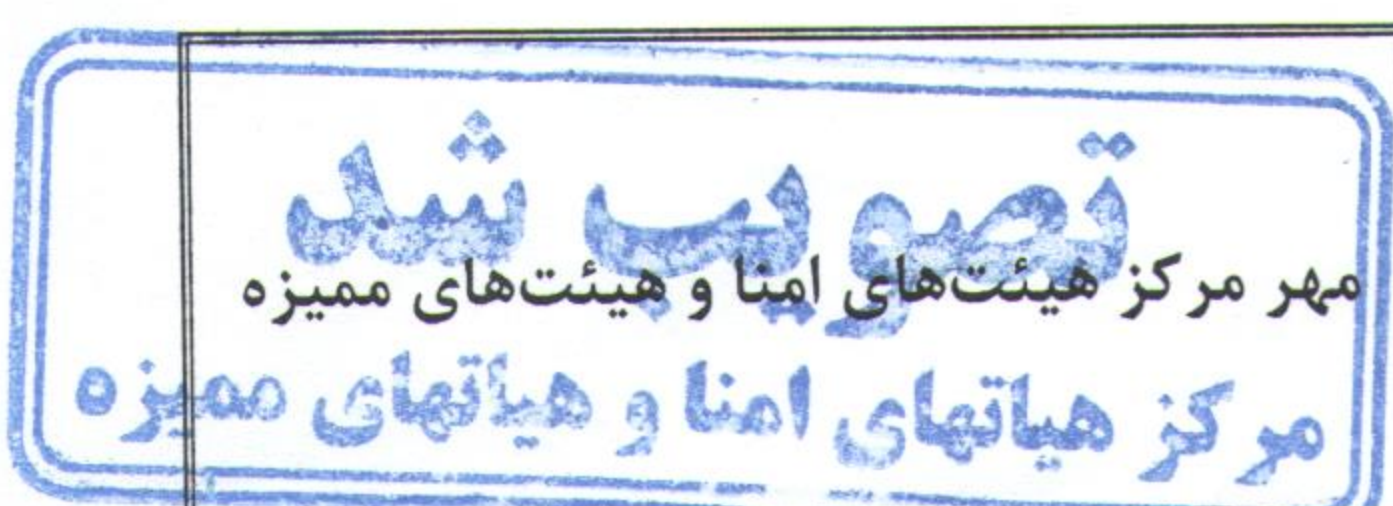 تصویب شد
مهر مرکز هیئت‌های امنا و هیئت‌های ممیزه
مرکز هیاتهای امنا و هیاتهای ممیزه